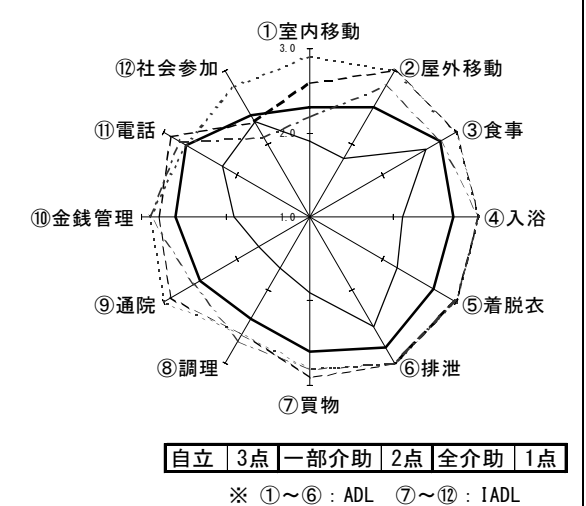 ①室内移動
3.0
⑫社会参加
②屋外移動
⑪電話
2.0
③食事
⑩金銭管理
1.0
④入浴
⑨通院
⑤着脱衣
⑧調理
⑥排泄
⑦買物
自立 3点 一部介助 2点 全介助 1点
※ ①～⑥：ADL ⑦～⑫：IADL